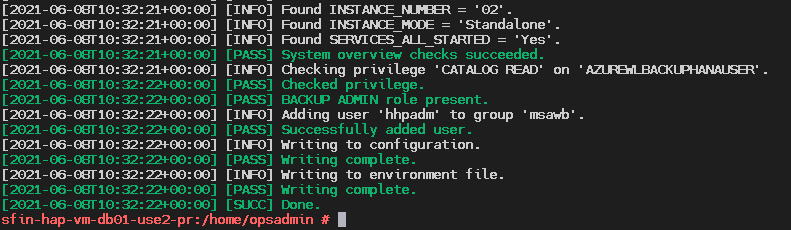 [2021-06-08T10:32:21+00:00] [INFO] Found INSTANCE_NUMBER = '02'.
[2021-06-08T10:32:21+00:00] [INFO] Found INSTANCE_MODE = 'Standalone'.
[2021-06-08T10:32:21+00:00] [INFO] Found SERVICES_ALL_STARTED = 'Yes'.
[2021-06-08T10:32:21+00:00] [PASS] System overview checks succeeded.
[2021-06-08T10:32:21+00:00] [INFO] Checking privilege 'CATALOG READ' on 'AZUREWLBACKUPHANAUSER'.
[2021-06-08T10:32:22+00:00] [PASS] Checked privilege.
[2021-06-08T10:32:22+00:00] [PASS] BACKUP ADMIN role present.
[2021-06-08T10:32:22+00:00] [INFO] Adding user 'hhpadm' to group 'msawb'.
[2021-06-08T10:32:22+00:00] [PASS] Successfully added user.
[2021-06-08T10:32:22+00:00] [INFO] Writing to configuration.
[2021-06-08T10:32:22+00:00] [PASS] Writing complete.
[2021-06-08T10:32:22+00:00] [INFO] Writing to environment file.
[2021-06-08T10:32:22+00:00] [PASS] Writing complete.
[2021-06-08T10:32:22+00:00] [SUCC] Done.
sfin-hap-vm-db01-use2-pr:/home/opsadmin #